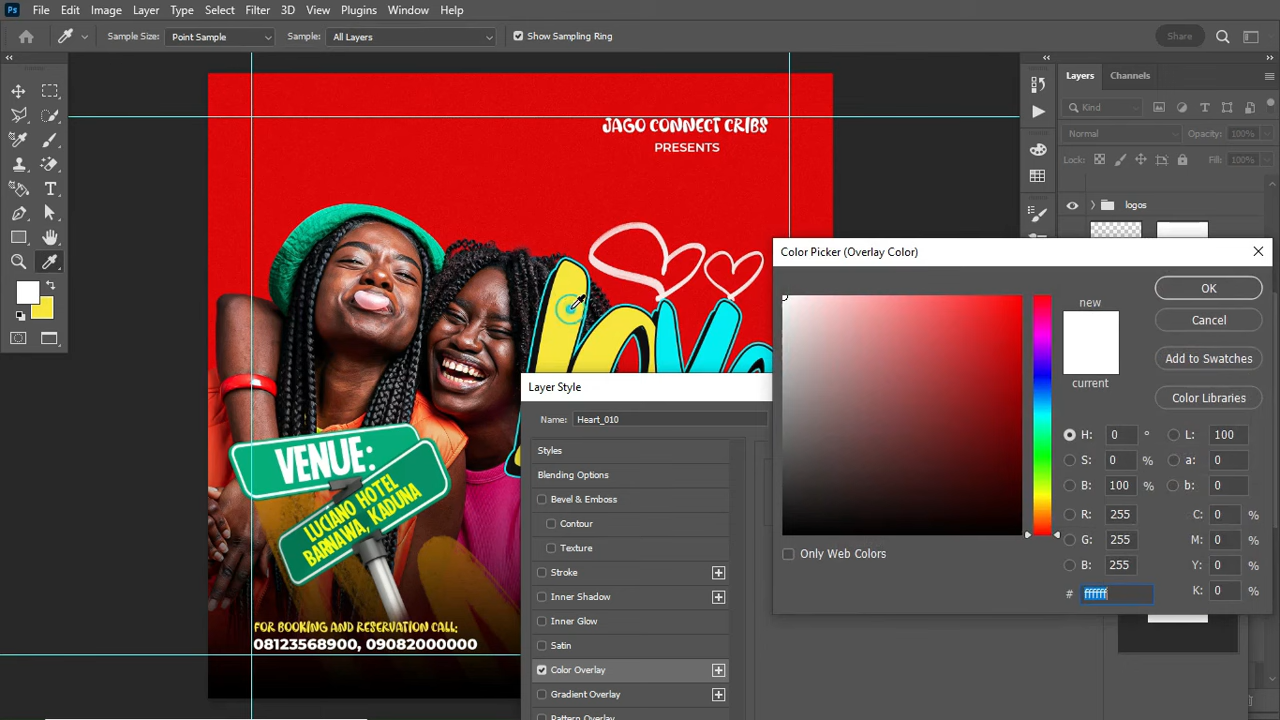 Ps File Edit Image Layer Type Select Filter 3D View Plugins Window Help
Sample Size: Point Sample Sample: All Layers Show Sampling Ring Share
Layers Channels
Kind
Normal Opacity: 100%
Lock: Fill: 100%
logos
JAGO CONNECT CRIBS
PRESENTS
VENUE:
LUCIANO HOTEL
BARNAWA, KADUNA
FOR BOOKING AND RESERVATION CALL:
08123568900, 09082000000
Layer Style
Name: Heart_010
Styles
Blending Options
Bevel & Emboss
Contour
Texture
Stroke
Inner Shadow
Inner Glow
Satin
Color Overlay
Gradient Overlay
Pattern Overlay
Color Picker (Overlay Color)
new
current
OK
Cancel
Add to Swatches
Color Libraries
H: 0 °
S: 0 %
B: 100 %
R: 255
G: 255
B: 255
# ffffff
L: 100
a: 0
b: 0
C: 0 %
M: 0 %
Y: 0 %
K: 0 %
Only Web Colors